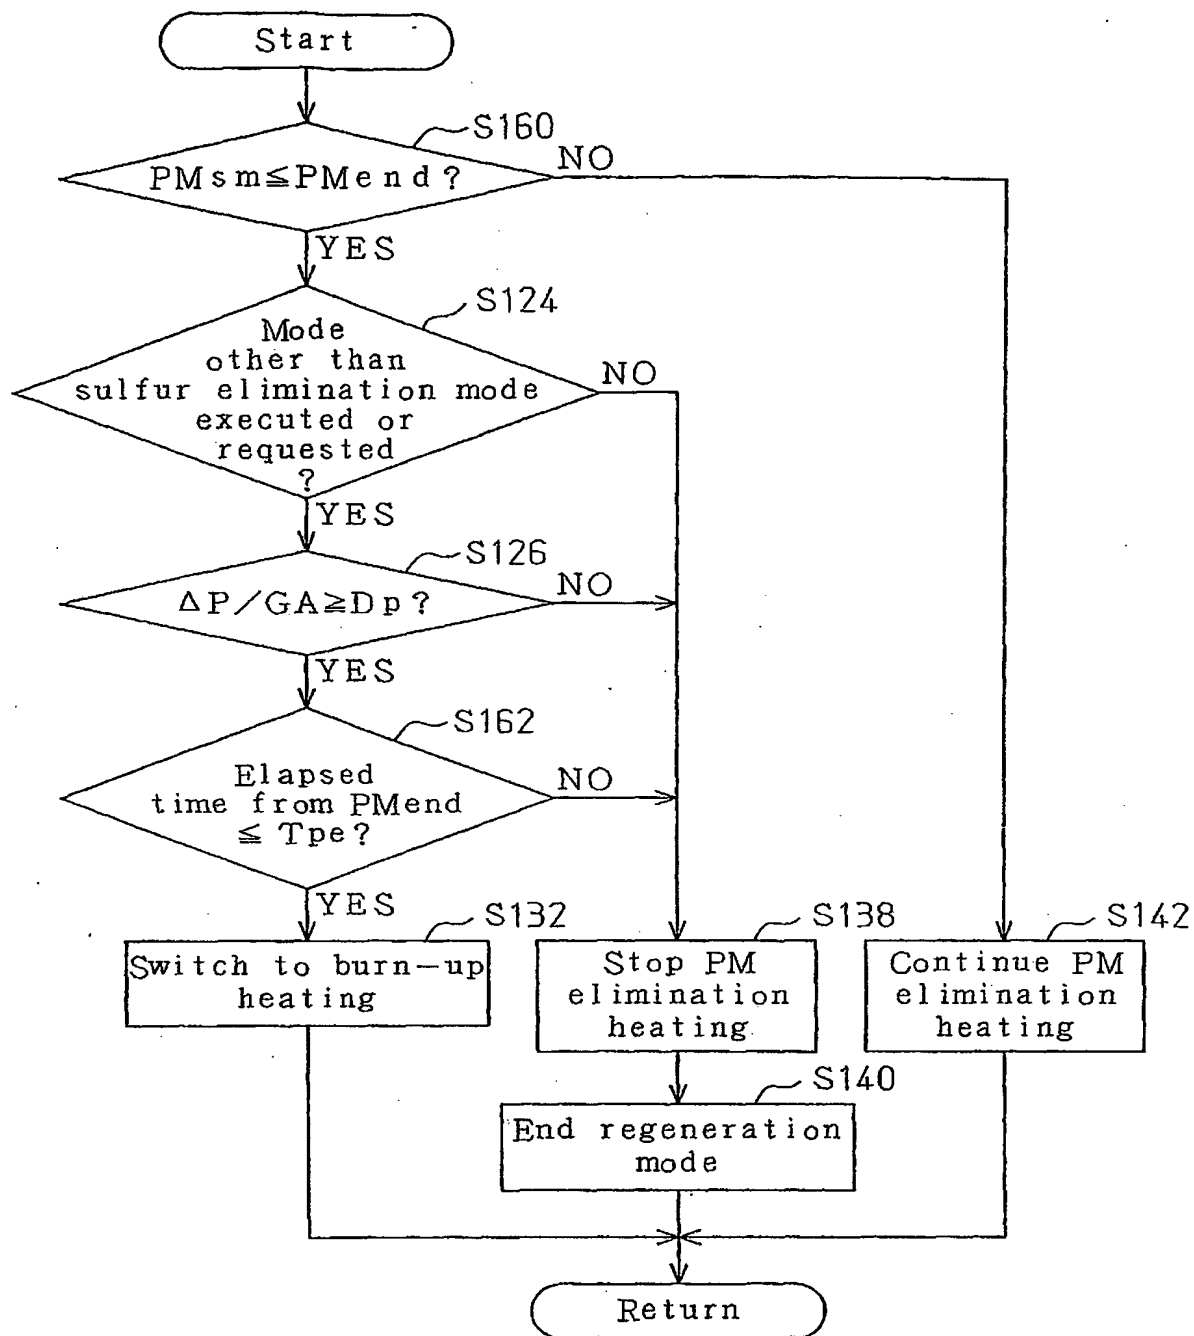 Start
S160
PMsm≦PMend?
NO
YES
S124
Mode
other than
sulfur elimination mode
executed or
requested
?
NO
YES
S126
ΔP/GA≧Dp?
NO
YES
S162
Elapsed
time from PMend
≦ Tpe?
NO
YES
S132
Switch to burn-up
heating
S138
Stop PM
elimination
heating
S142
Continue PM
elimination
heating
S140
End regeneration
mode
Return